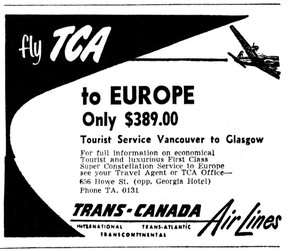 fly TCA
to EUROPE
Only $389.00
Tourist Service Vancouver to Glasgow
For full information on economical
Tourist and luxurious First Class
Super Constellation Service to Europe
see your Travel Agent or TCA Office—
656 Howe St. (opp. Georgia Hotel)
Phone TA. 0131
TRANS-CANADA Air Lines
INTERNATIONAL TRANS-ATLANTIC
TRANSCONTINENTAL